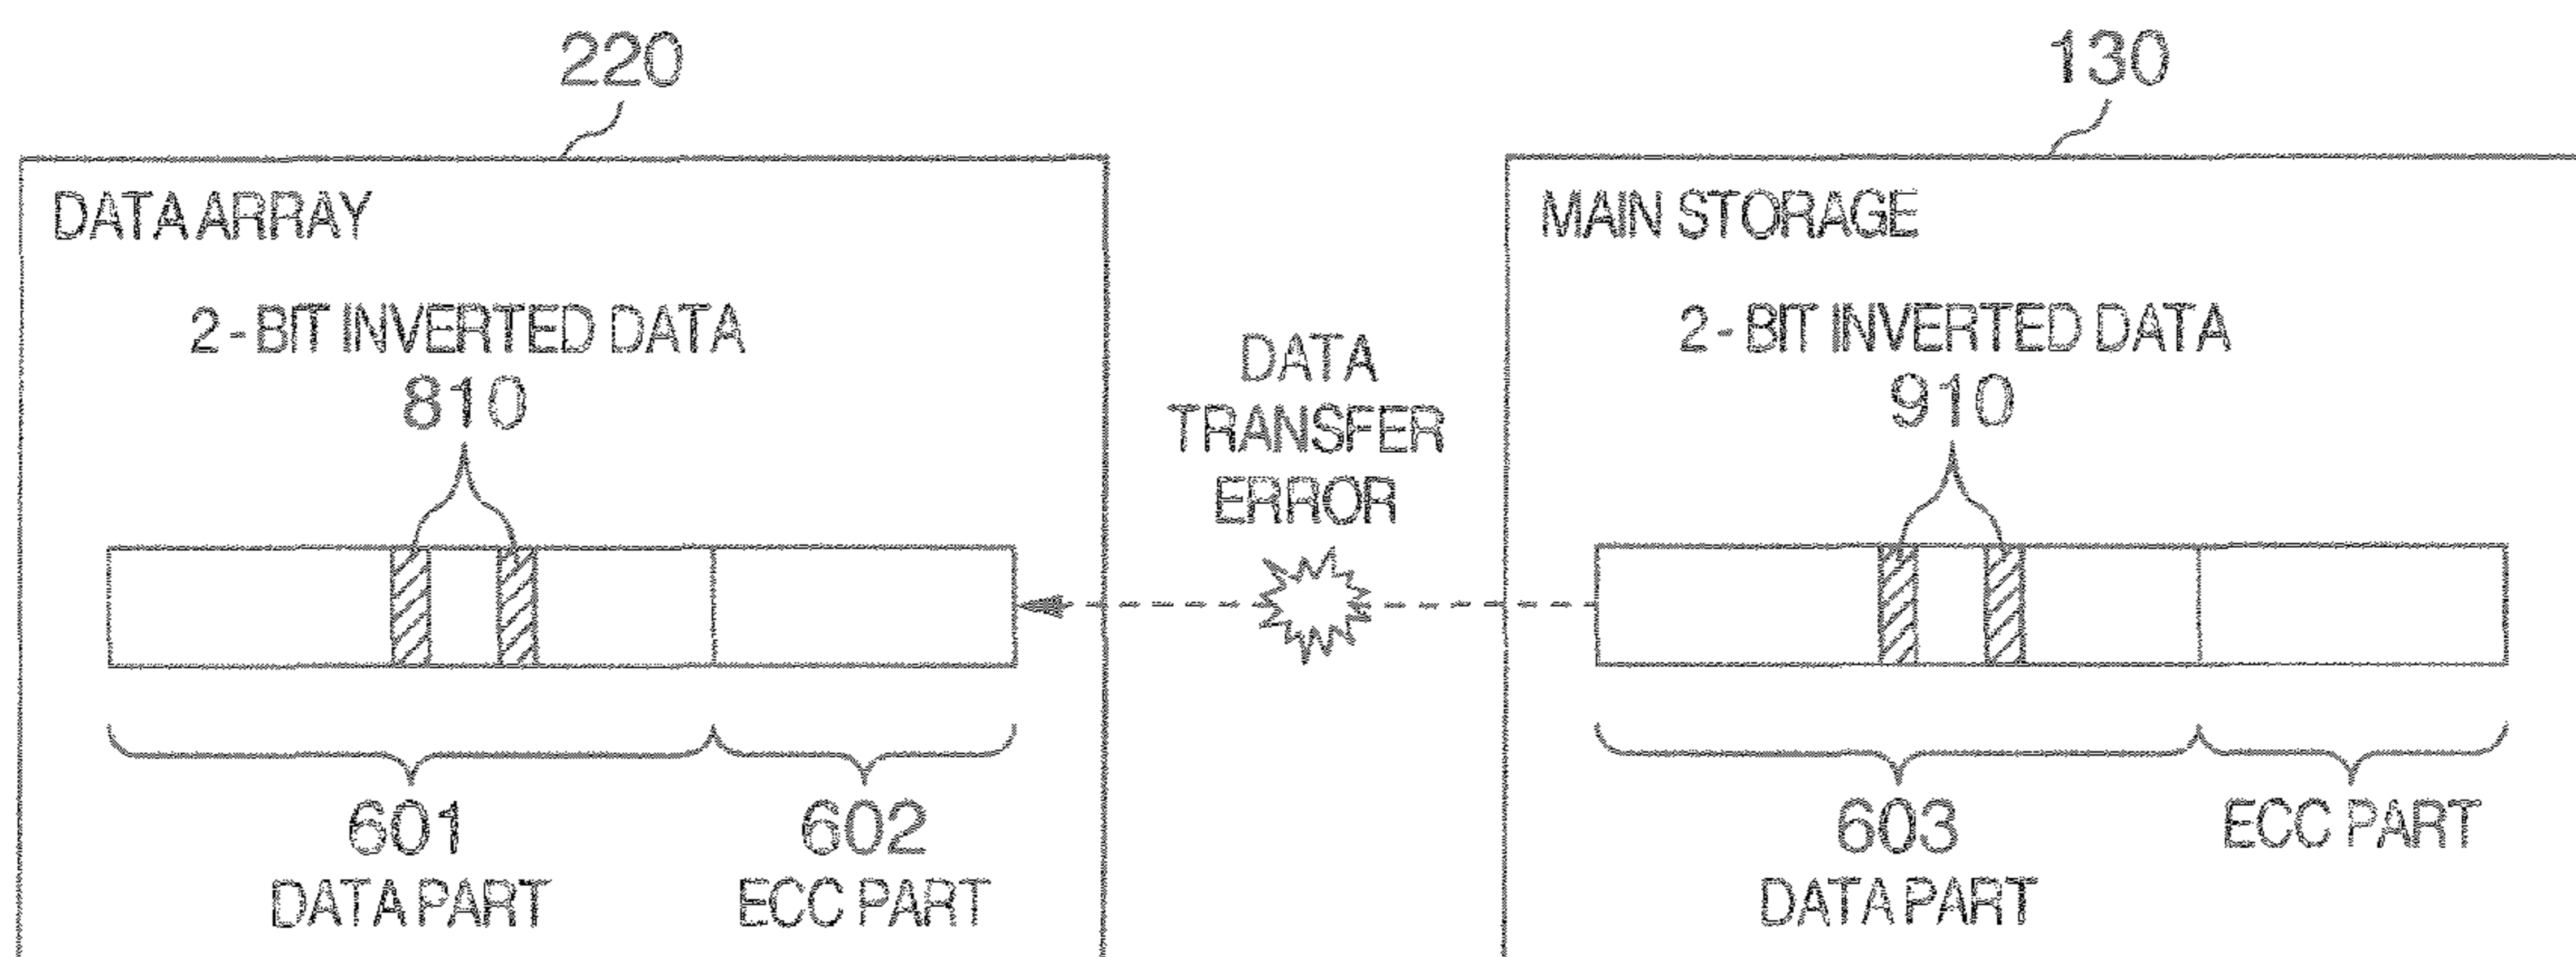 220
130
DATA ARRAY
MAIN STORAGE
2-BIT INVERTED DATA
810
2-BIT INVERTED DATA
910
DATA
TRANSFER
ERROR
601
DATA PART
602
ECC PART
603
DATA PART
ECC PART